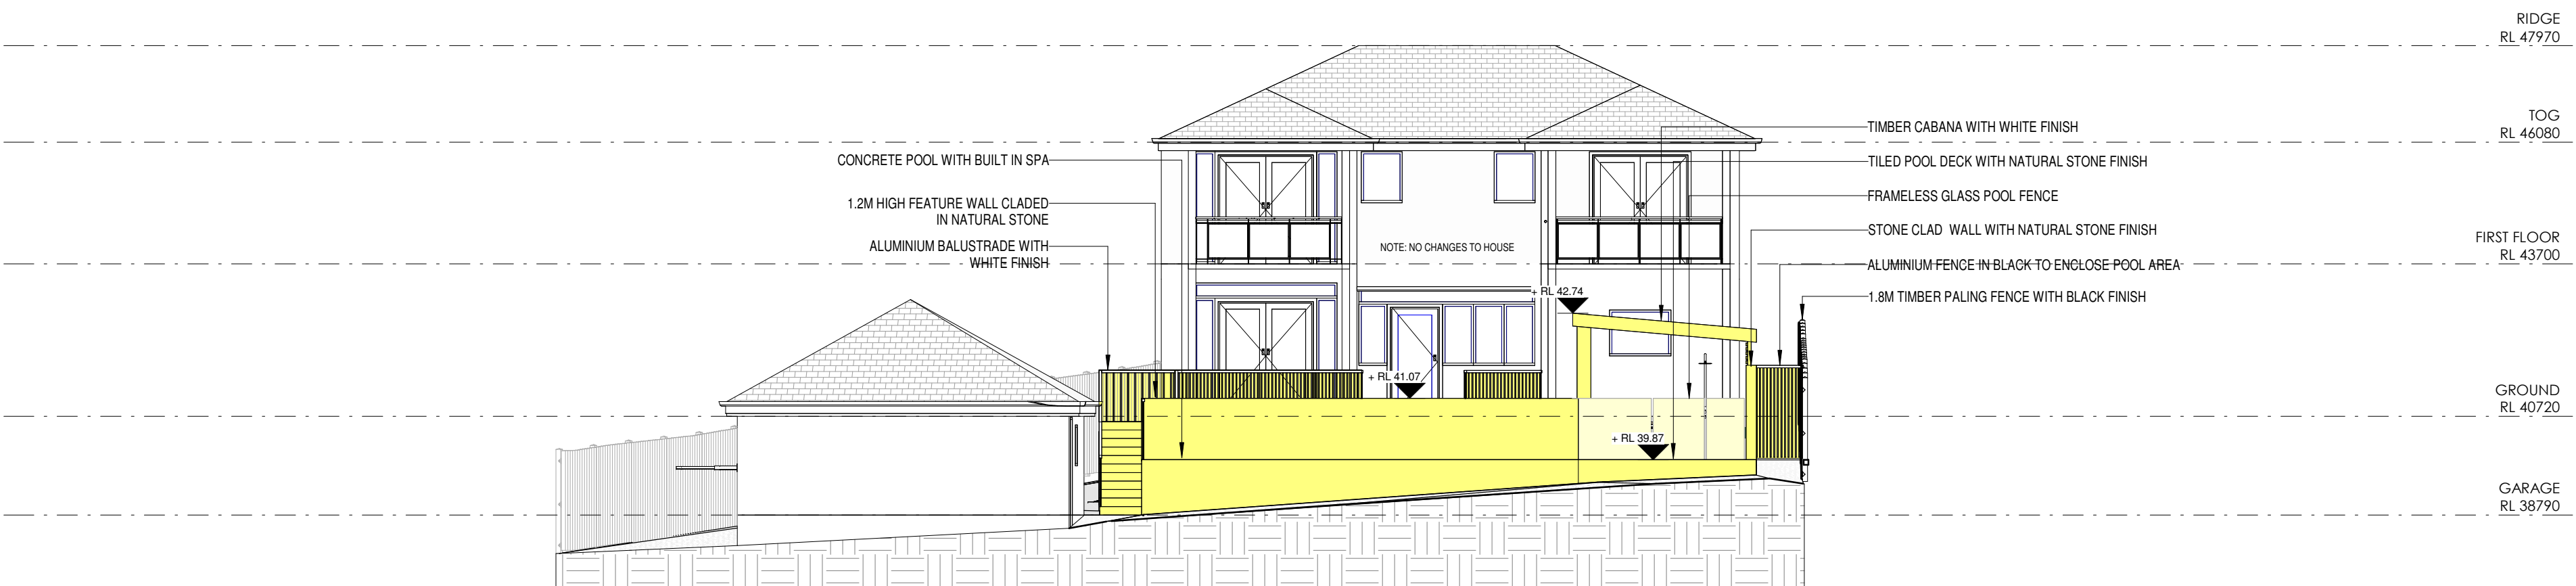 RIDGE
RL 47970
TOG
RL 46080
TIMBER CABANA WITH WHITE FINISH
CONCRETE POOL WITH BUILT IN SPA
TILED POOL DECK WITH NATURAL STONE FINISH
FRAMELESS GLASS POOL FENCE
1.2M HIGH FEATURE WALL CLADED
IN NATURAL STONE
STONE CLAD WALL WITH NATURAL STONE FINISH
FIRST FLOOR
RL 43700
ALUMINIUM BALUSTRADE WITH
WHITE FINISH
NOTE: NO CHANGES TO HOUSE
ALUMINIUM FENCE IN BLACK TO ENCLOSE POOL AREA
+ RL 42.74
1.8M TIMBER PALING FENCE WITH BLACK FINISH
+ RL 41.07
GROUND
RL 40720
+ RL 39.87
GARAGE
RL 38790